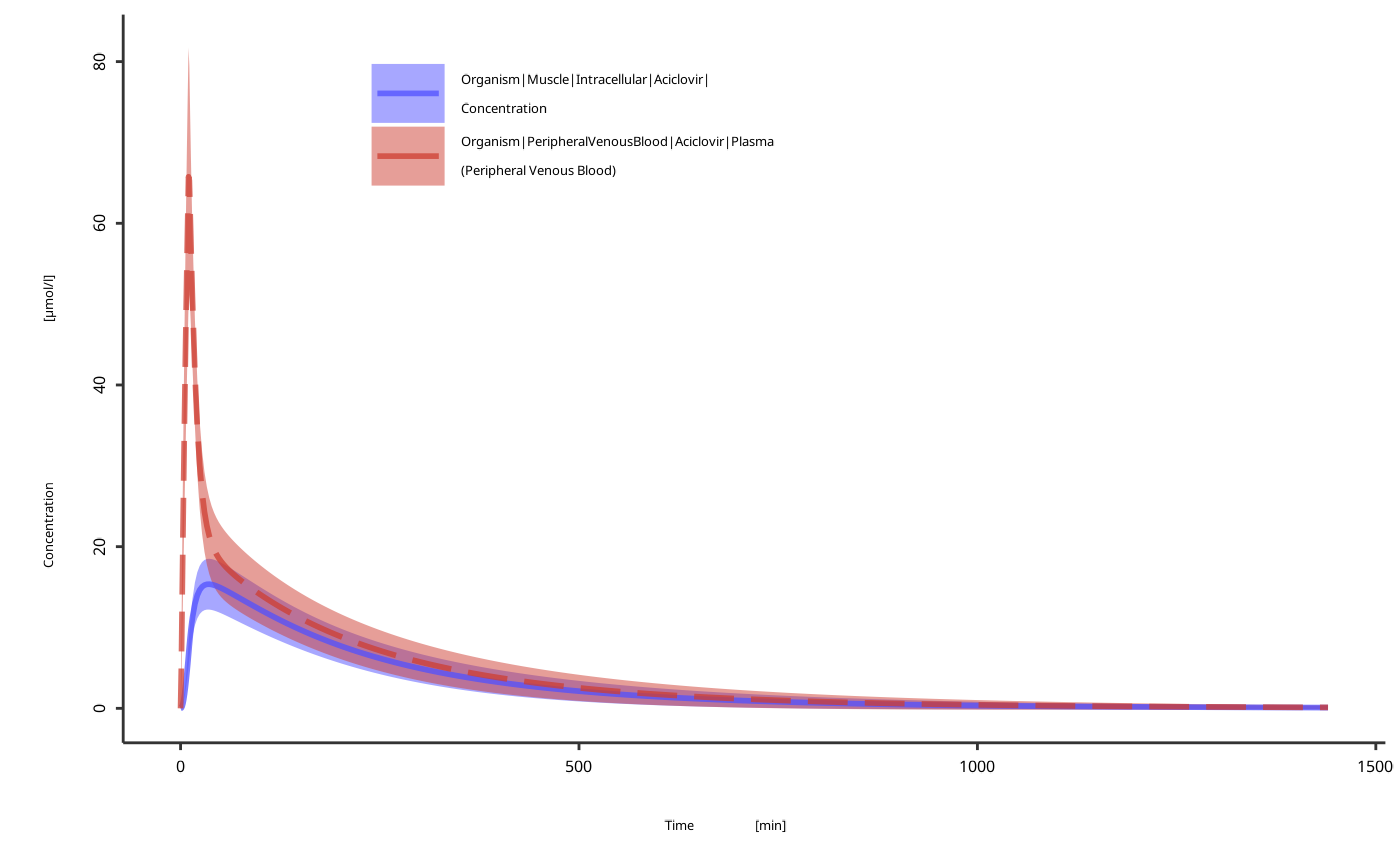 80
60
40
20
0
[µmol/l]
Concentration
Organism|Muscle|Intracellular|Aciclovir|
Concentration
Organism|PeripheralVenousBlood|Aciclovir|Plasma
(Peripheral Venous Blood)
0 500 1000 1500
Time [min]